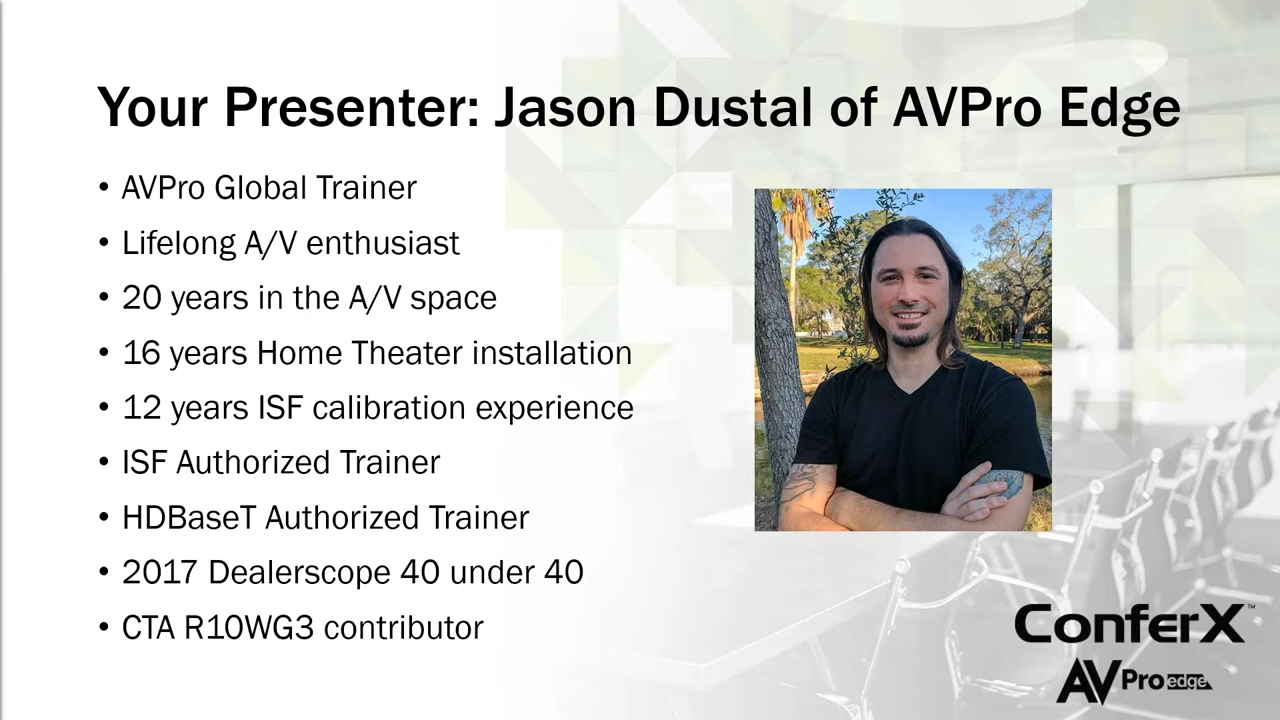 Your Presenter: Jason Dustal of AVPro Edge
• AVPro Global Trainer
• Lifelong A/V enthusiast
• 20 years in the A/V space
• 16 years Home Theater installation
• 12 years ISF calibration experience
• ISF Authorized Trainer
• HDBaseT Authorized Trainer
• 2017 Dealerscope 40 under 40
• CTA R10WG3 contributor
ConferX™
AVPro edge